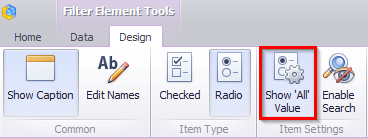 Filter Element Tools
Home Data Design
Ab
Show Caption Edit Names Checked Radio Show 'All' Value Enable Search
Common Item Type Item Settings